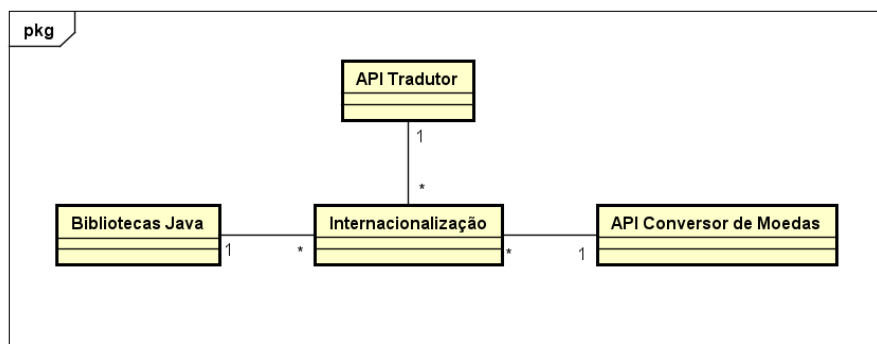 pkg
API Tradutor
1
*
Bibliotecas Java
Internacionalização
API Conversor de Moedas
1
*
*
1